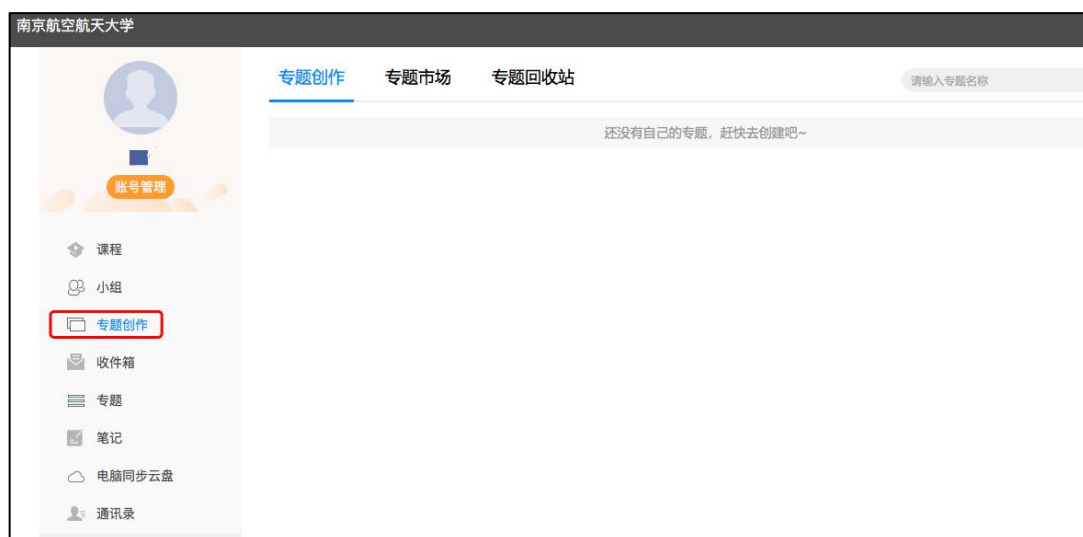 南京航空航天大学
专题创作 专题市场 专题回收站 请输入专题名称
还没有自己的专题，赶快去创建吧~
账号管理
课程
小组
专题创作
收件箱
专题
笔记
电脑同步云盘
通讯录